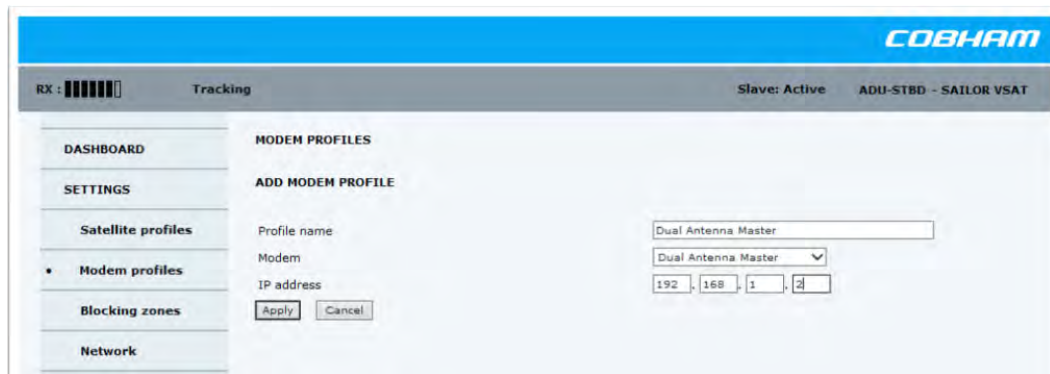 COBHAM
RX :
Tracking
Slave: Active
ADU-STBD - SAILOR VSAT
DASHBOARD
SETTINGS
Satellite profiles
• Modem profiles
Blocking zones
Network
MODEM PROFILES
ADD MODEM PROFILE
Profile name
Dual Antenna Master
Modem
Dual Antenna Master
IP address
192 . 168 . 1 . 2
Apply
Cancel